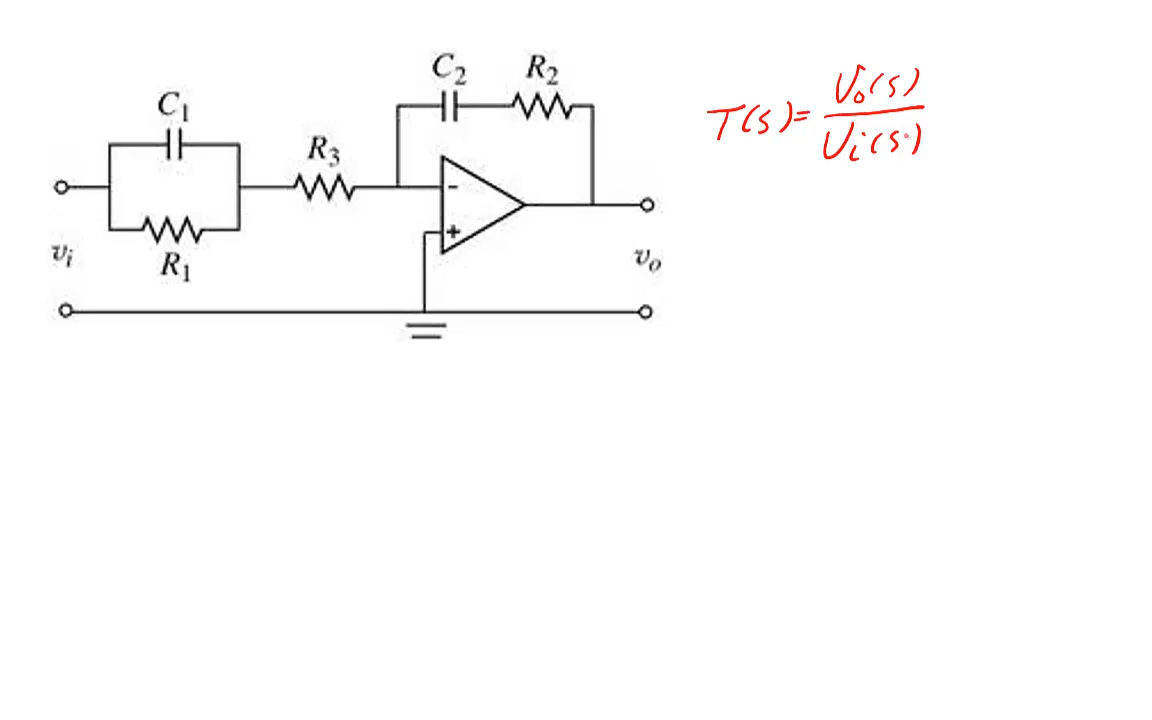 C₂ R₂
C₁
R₃
-
+
vᵢ
R₁
vₒ
T(s)= Vₒ(s)
Vᵢ(s)